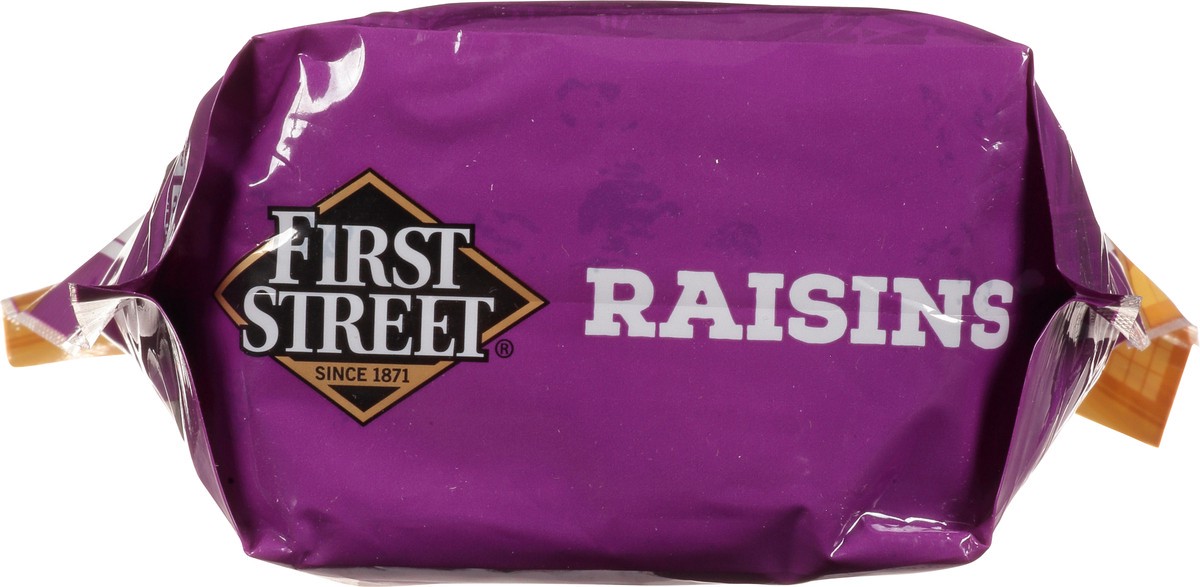 FIRST
STREET®
SINCE 1871
RAISINS